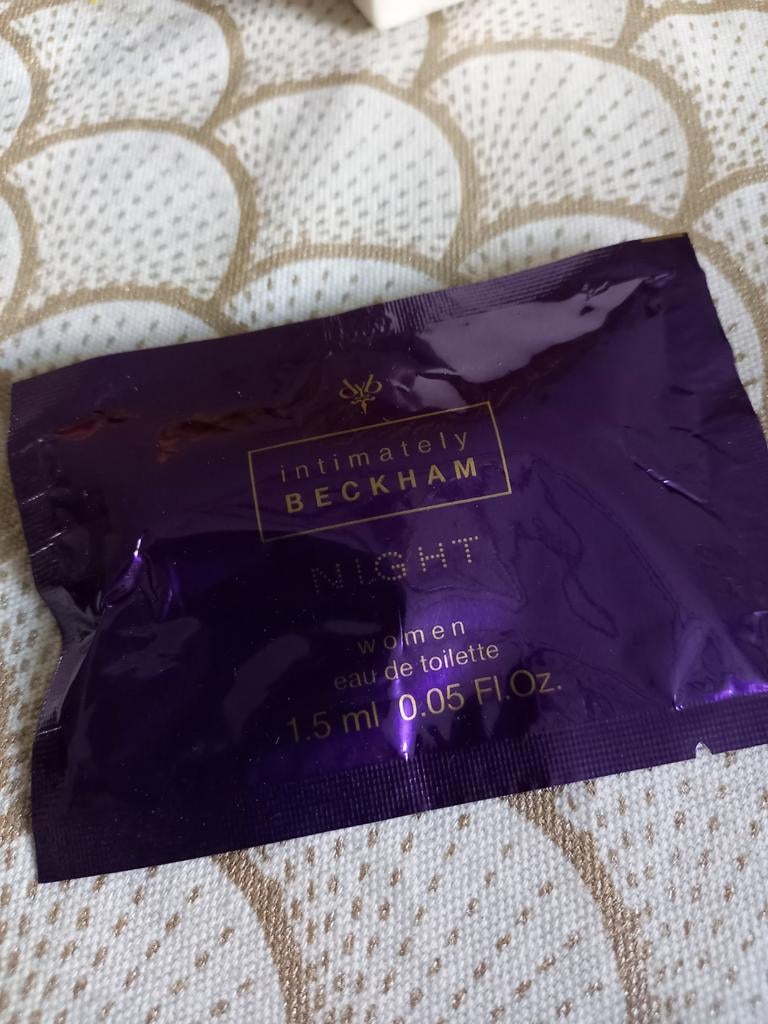 intimately
BECKHAM
NIGHT
women
eau de toilette
1.5 ml 0.05 Fl.Oz.